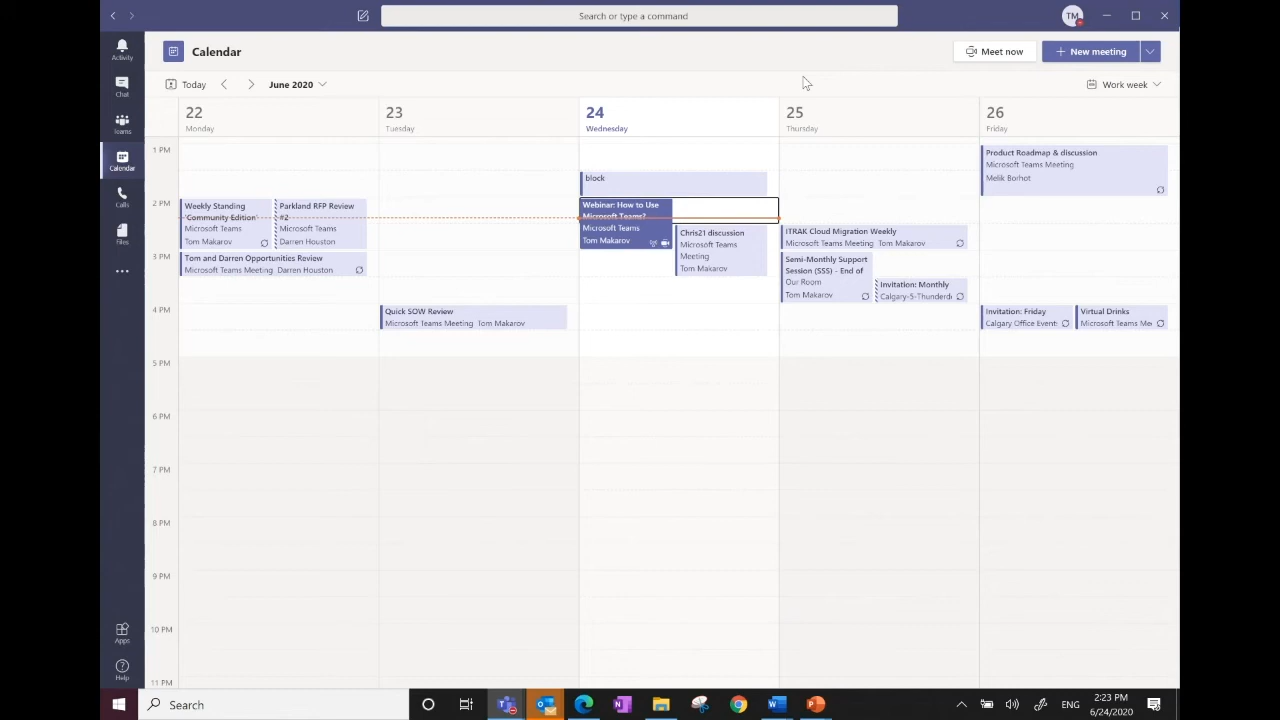 Search or type a command
TM
Activity
Chat
Teams
Calendar
Calls
Files
Apps
Help
Calendar
Meet now
New meeting
Today
June 2020
Work week
22
Monday
23
Tuesday
24
Wednesday
25
Thursday
26
Friday
1 PM
2 PM
3 PM
4 PM
5 PM
6 PM
7 PM
8 PM
9 PM
10 PM
11 PM
Weekly Standing
'Community Edition'
Microsoft Teams
Tom Makarov
Parkland RFP Review
#2
Microsoft Teams
Darren Houston
Tom and Darren Opportunities Review
Microsoft Teams Meeting Darren Houston
Quick SOW Review
Microsoft Teams Meeting Tom Makarov
block
Webinar: How to Use
Microsoft Teams?
Microsoft Teams
Tom Makarov
Chris21 discussion
Microsoft Teams
Meeting
Tom Makarov
ITRAK Cloud Migration Weekly
Microsoft Teams Meeting Tom Makarov
Semi-Monthly Support
Session (SSS) - End of
Our Room
Tom Makarov
Invitation: Monthly
Calgary-5-Thunderd
Product Roadmap & discussion
Microsoft Teams Meeting
Melik Borhot
Invitation: Friday
Calgary Office Event:
Virtual Drinks
Microsoft Teams Mee
Search
ENG
2:23 PM
6/24/2020